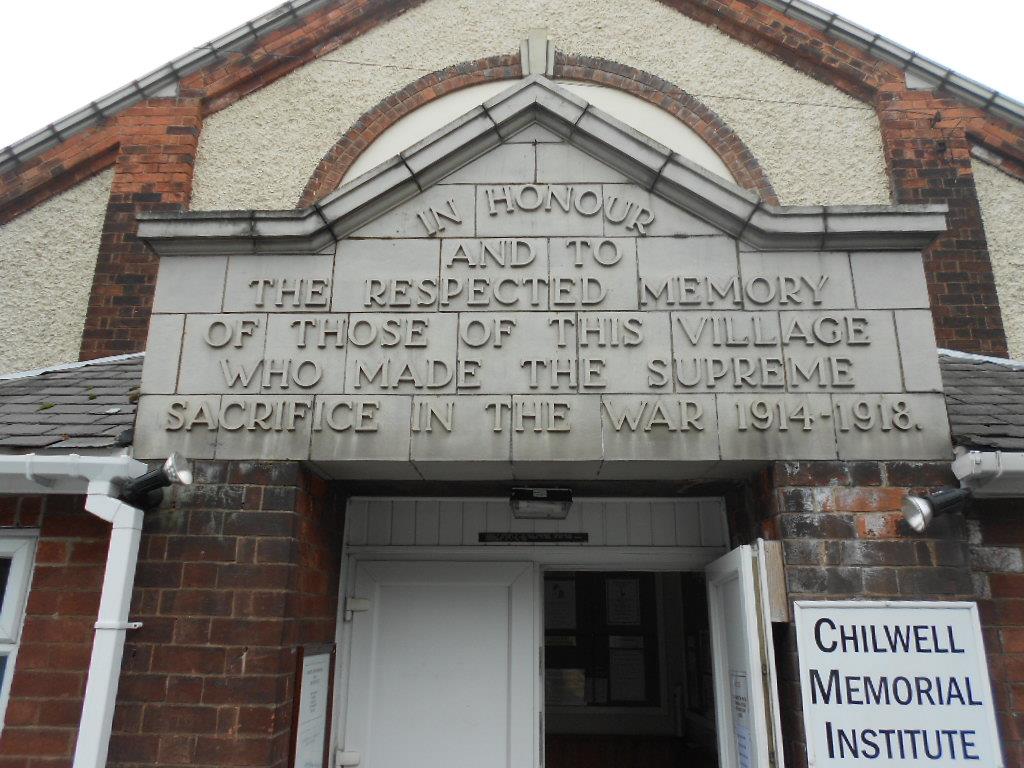 IN HONOUR
AND TO
THE RESPECTED MEMORY
OF THOSE OF THIS VILLAGE
WHO MADE THE SUPREME
SACRIFICE IN THE WAR 1914-1918.
CHILWELL
MEMORIAL
INSTITUTE